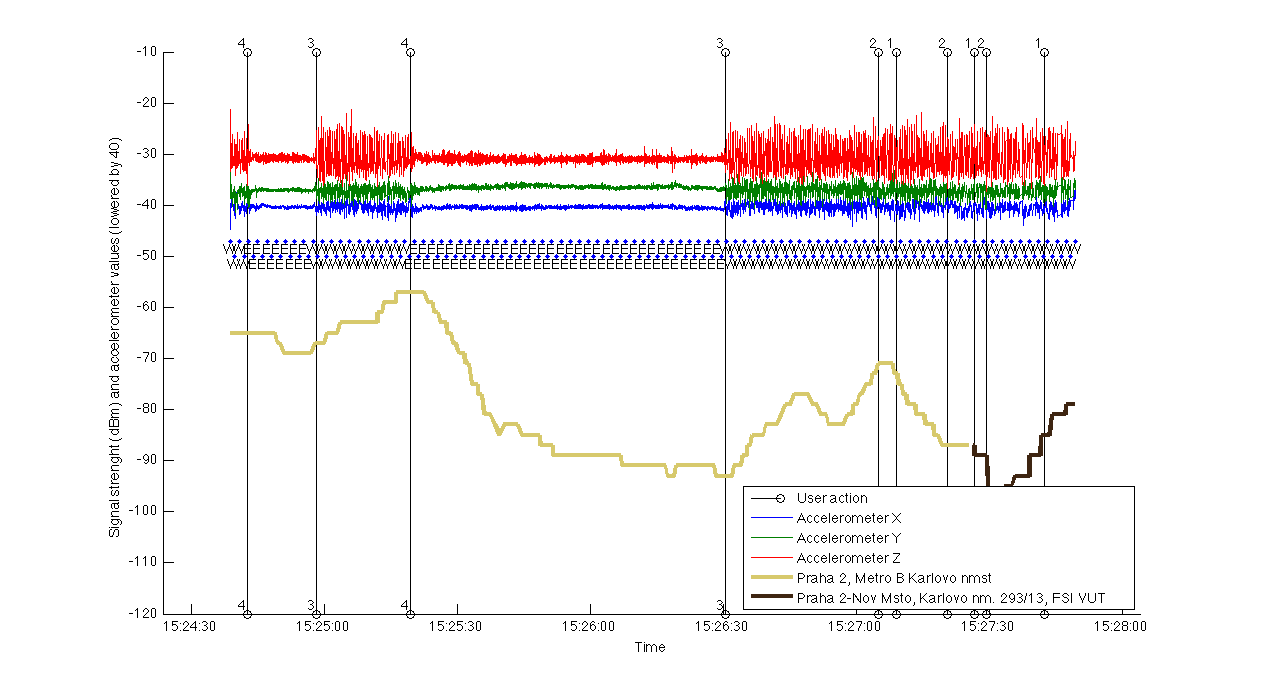 4 3 4 3 2 1 2 1 2 1
-10
-20
-30
-40
-50
-60
-70
-80
-90
-100
-110
-120
Signal strenght (dBm) and accelerometer values (lowered by 40)
User action
Accelerometer X
Accelerometer Y
Accelerometer Z
Praha 2, Metro B Karlovo nmst
Praha 2-Nov Msto, Karlovo nm. 293/13, FSI VUT
4 3 4 3
15:24:30 15:25:00 15:25:30 15:26:00 15:26:30 15:27:00 15:27:30 15:28:00
Time